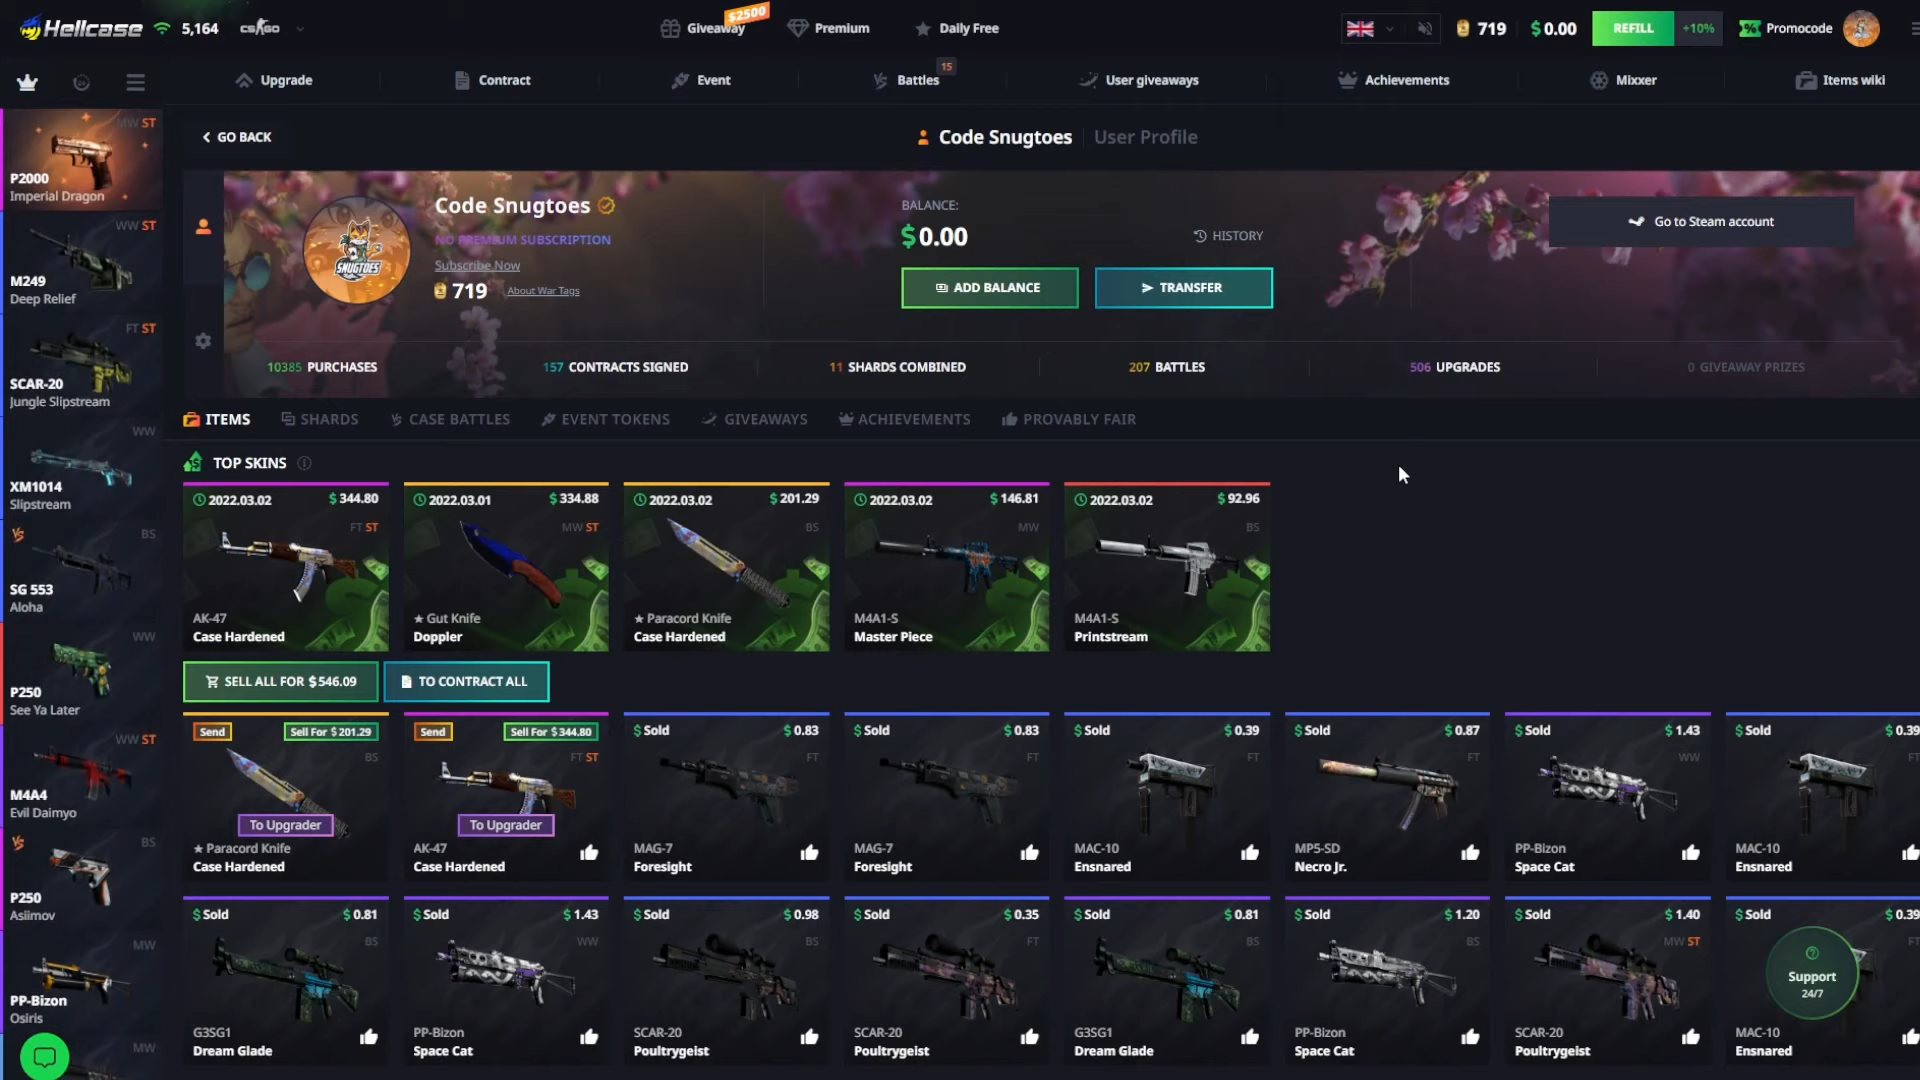 Hellcase 5,164 CS:GO Giveaway $2500 Premium Daily Free 719 $0.00 REFILL +10% Promocode
Upgrade Contract Event Battles 15 User giveaways Achievements Mixxer Items wiki
GO BACK Code Snugtoes User Profile
MW ST
P2000
Imperial Dragon
WW ST
M249
Deep Relief
FT ST
SCAR-20
Jungle Slipstream
WW
XM1014
Slipstream
BS
SG 553
Aloha
WW
P250
See Ya Later
WW ST
M4A4
Evil Daimyo
BS
P250
Asiimov
MW
PP-Bizon
Osiris
MW
SNUGTOES
Code Snugtoes
NO PREMIUM SUBSCRIPTION
Subscribe Now
719 About War Tags
BALANCE:
$0.00 HISTORY
ADD BALANCE TRANSFER
Go to Steam account
10385 PURCHASES 157 CONTRACTS SIGNED 11 SHARDS COMBINED 207 BATTLES 506 UPGRADES 0 GIVEAWAY PRIZES
ITEMS SHARDS CASE BATTLES EVENT TOKENS GIVEAWAYS ACHIEVEMENTS PROVABLY FAIR
TOP SKINS
2022.03.02 $344.80 2022.03.01 $334.88 2022.03.02 $201.29 2022.03.02 $146.81 2022.03.02 $92.96
FT ST MW ST BS MW BS
AK-47 ★ Gut Knife ★ Paracord Knife M4A1-S M4A1-S
Case Hardened Doppler Case Hardened Master Piece Printstream
SELL ALL FOR $546.09 TO CONTRACT ALL
Send Sell For $201.29 Send Sell For $344.80 $Sold $0.83 $Sold $0.83 $Sold $0.39 $Sold $0.87 $Sold $1.43 $Sold $0.39
BS FT ST FT FT FT FT WW FT
To Upgrader To Upgrader
★ Paracord Knife AK-47 MAG-7 MAG-7 MAC-10 MP5-SD PP-Bizon MAC-10
Case Hardened Case Hardened Foresight Foresight Ensnared Necro Jr. Space Cat Ensnared
$Sold $0.81 $Sold $1.43 $Sold $0.98 $Sold $0.35 $Sold $0.81 $Sold $1.20 $Sold $1.40 $Sold $0.39
BS WW BS FT BS BS MW ST FT
G3SG1 PP-Bizon SCAR-20 SCAR-20 G3SG1 PP-Bizon SCAR-20 MAC-10
Dream Glade Space Cat Poultrygeist Poultrygeist Dream Glade Space Cat Poultrygeist Ensnared
Support
24/7